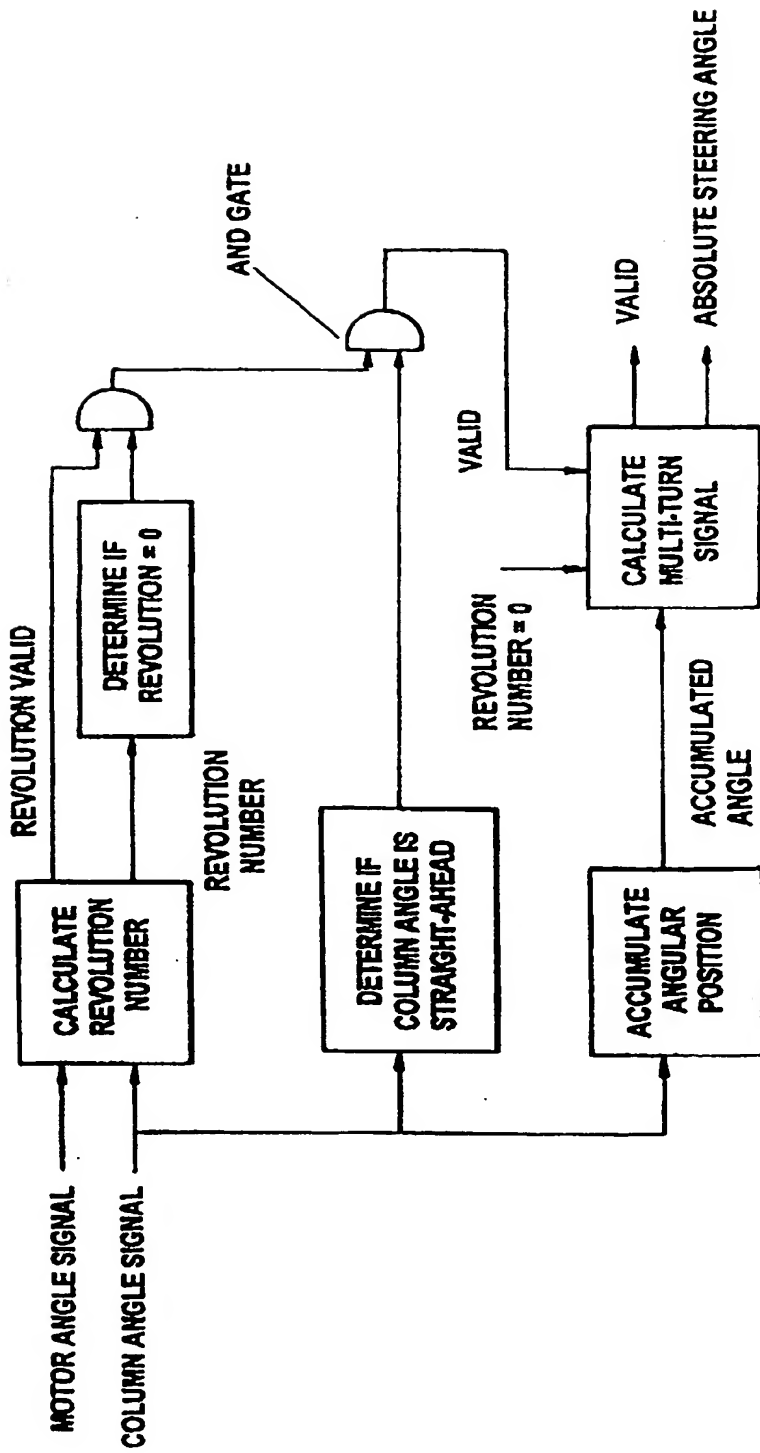 MOTOR ANGLE SIGNAL
COLUMN ANGLE SIGNAL
CALCULATE
REVOLUTION
NUMBER
REVOLUTION VALID
REVOLUTION
NUMBER
DETERMINE IF
REVOLUTION = 0
AND GATE
DETERMINE IF
COLUMN ANGLE IS
STRAIGHT-AHEAD
REVOLUTION
NUMBER = 0
VALID
ACCUMULATE
ANGULAR
POSITION
ACCUMULATED
ANGLE
CALCULATE
MULTI-TURN
SIGNAL
VALID
ABSOLUTE STEERING ANGLE